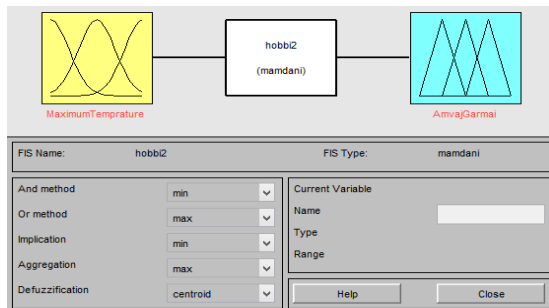 hobbi2
(mamdani)
MaximumTemprature
AmvajGarmai
FIS Name: hobbi2 FIS Type: mamdani
And method min
Or method max
Implication min
Aggregation max
Defuzzification centroid
Current Variable
Name
Type
Range
Help Close